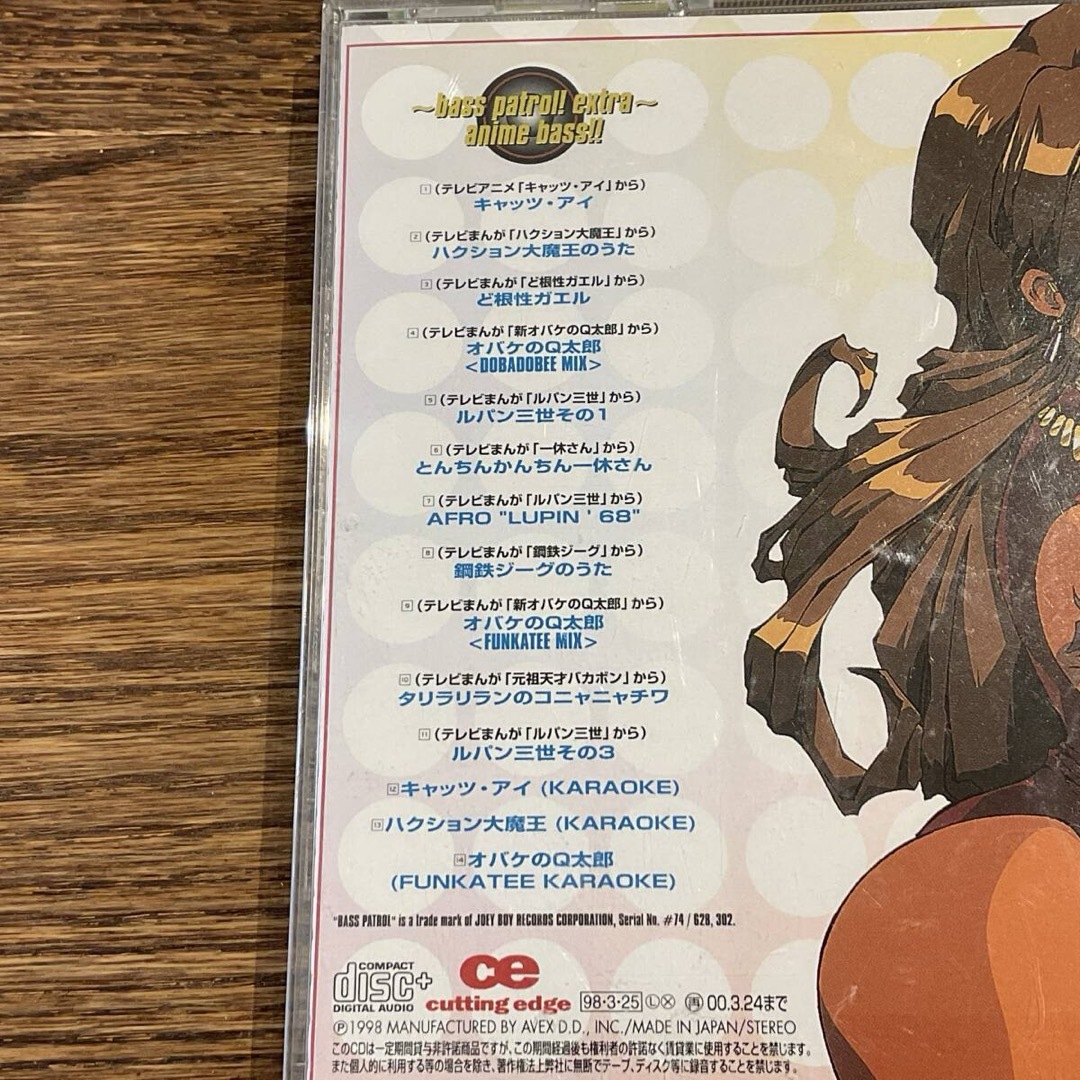 ～bass patrol!! extra～
anime bass!!
1 (テレビアニメ「キャッツ・アイ」から)
キャッツ・アイ
2 (テレビまんが「ハクション大魔王」から)
ハクション大魔王のうた
3 (テレビまんが「ど根性ガエル」から)
ど根性ガエル
4 (テレビまんが「新オバケのQ太郎」から)
オバケのQ太郎
<DOBADOBEE MIX>
5 (テレビまんが「ルパン三世」から)
ルパン三世その1
6 (テレビまんが「一休さん」から)
とんちんかんちん一休さん
7 (テレビまんが「ルパン三世」から)
AFRO "LUPIN ' 68"
8 (テレビまんが「鋼鉄ジーグ」から)
鋼鉄ジーグのうた
9 (テレビまんが「新オバケのQ太郎」から)
オバケのQ太郎
<FUNKATEE MIX>
10 (テレビまんが「元祖天才バカボン」から)
タリラリランのコニャニャチワ
11 (テレビまんが「ルパン三世」から)
ルパン三世その3
12 キャッツ・アイ (KARAOKE)
13 ハクション大魔王 (KARAOKE)
14 オバケのQ太郎
(FUNKATEE KARAOKE)
"BASS PATROL" is a trade mark of JOEY BOY RECORDS CORPORATION, Serial No. #74 / 628, 302.
COMPACT
disc+
DIGITAL AUDIO
ce
cutting edge
98・3・25 Ⓛ Ⓧ 再 00.3.24まで
Ⓟ1998 MANUFACTURED BY AVEX D.D., INC./MADE IN JAPAN/STEREO
このCDは一定期間貸与非許諾商品ですが、この期間経過後も権利者の許諾なく賃貸業に使用することを禁じます。
また個人的に利用する等の場合を除き、著作権法上弊社に無断でテープ、ディスク等に録音することを禁じます。